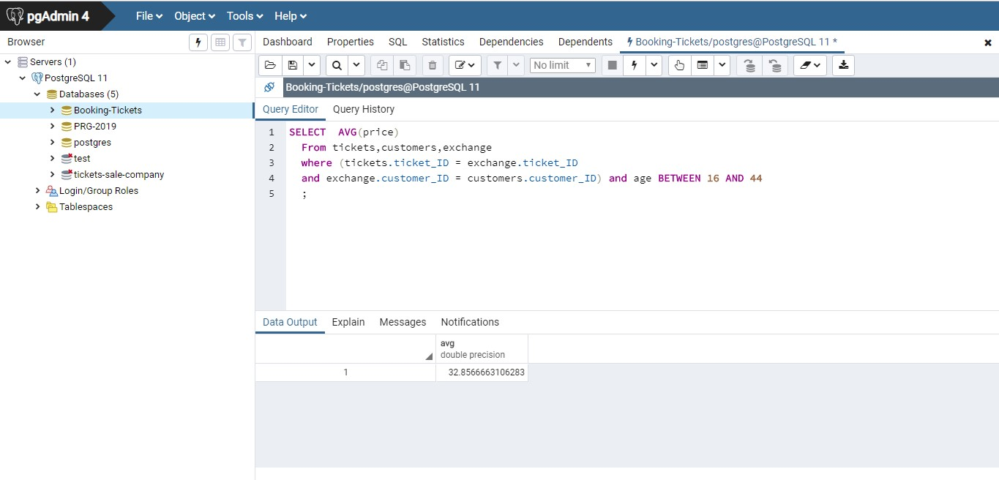 pgAdmin 4
File Object Tools Help
Browser
Dashboard Properties SQL Statistics Dependencies Dependents Booking-Tickets/postgres@PostgreSQL 11 *
Servers (1)
PostgreSQL 11
Databases (5)
Booking-Tickets
PRG-2019
postgres
test
tickets-sale-company
Login/Group Roles
Tablespaces
No limit
Booking-Tickets/postgres@PostgreSQL 11
Query Editor Query History
1 SELECT  AVG(price)
2   From tickets,customers,exchange
3   where (tickets.ticket_ID = exchange.ticket_ID
4   and exchange.customer_ID = customers.customer_ID) and age BETWEEN 16 AND 44
5   ;
Data Output Explain Messages Notifications
avg
double precision
1 32.8566663106283